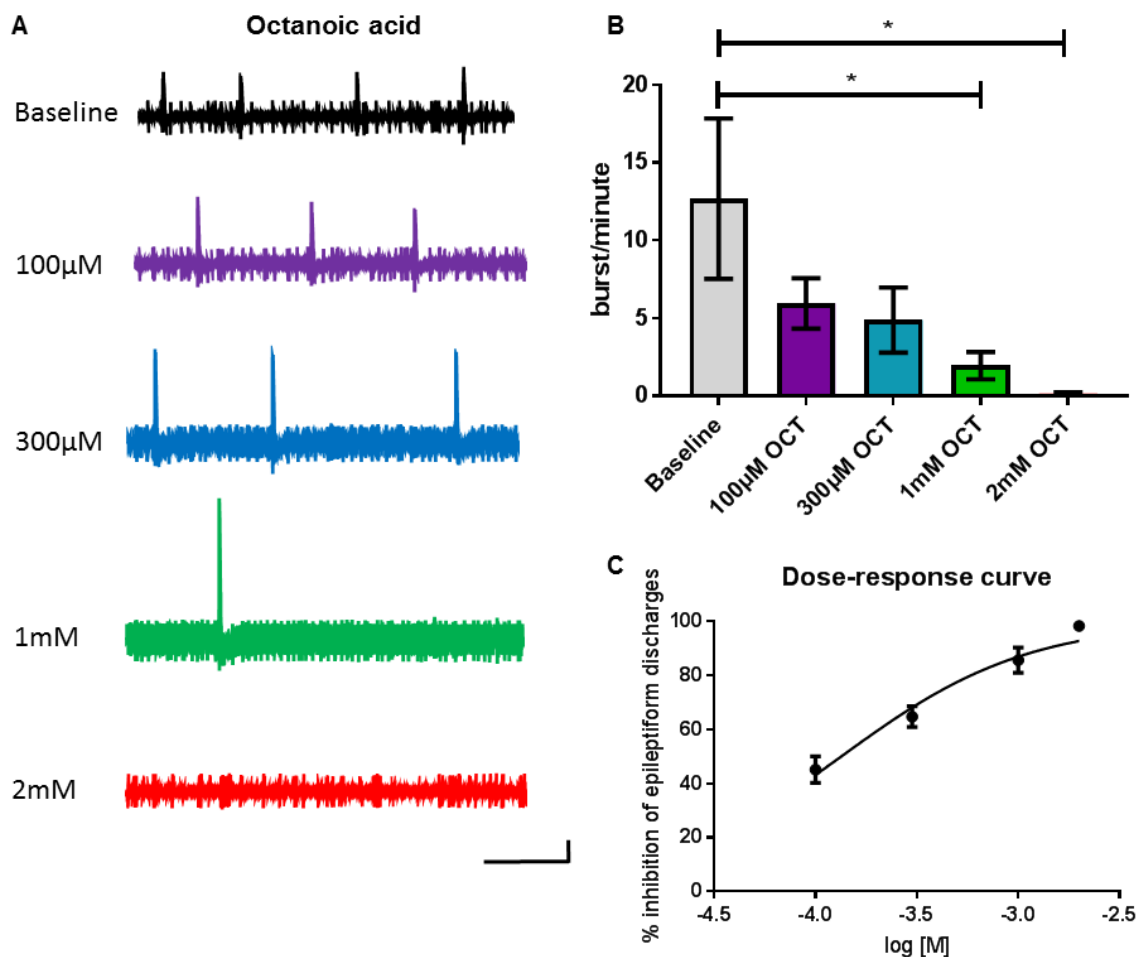 A
Octanoic acid
Baseline
100µM
300µM
1mM
2mM
B
*
*
burst/minute
20
15
10
5
0
Baseline
100µM OCT
300µM OCT
1mM OCT
2mM OCT
C
Dose-response curve
% inhibition of epileptiform discharges
100
80
60
40
20
0
-4.5
-4.0
-3.5
-3.0
-2.5
log [M]